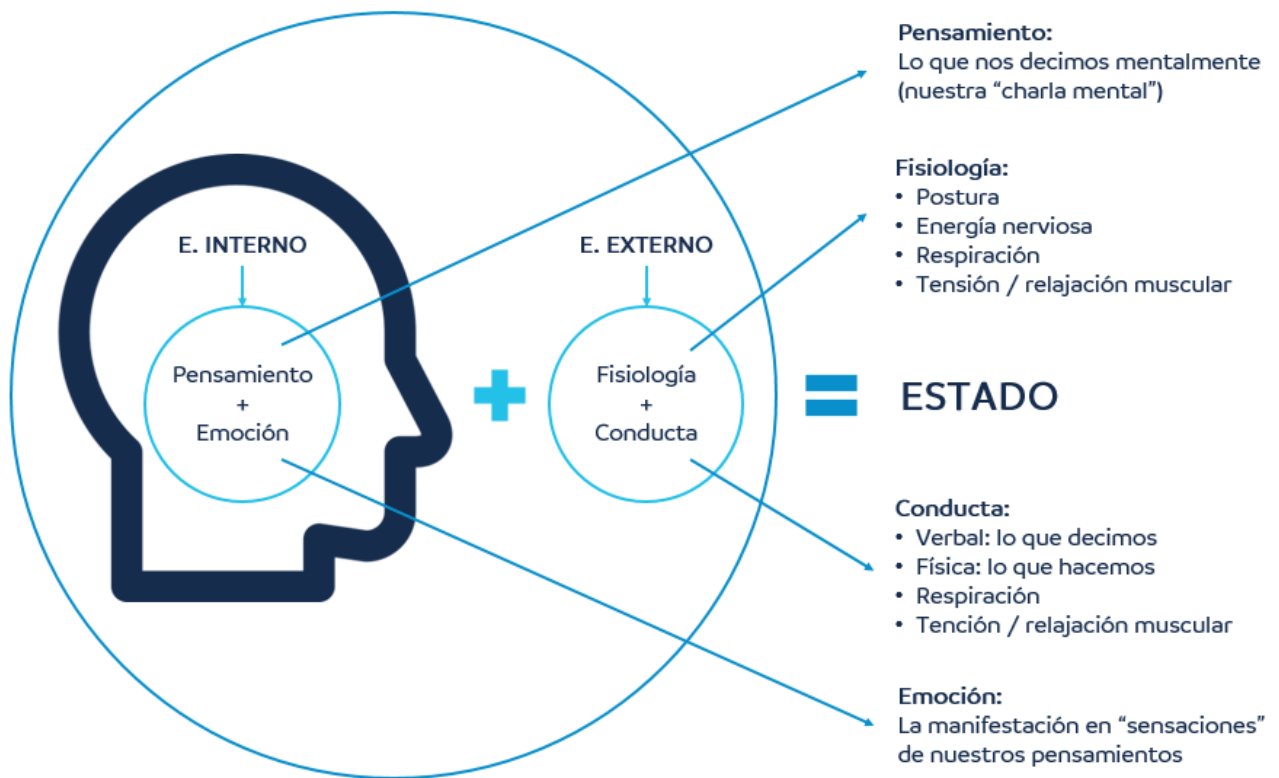 Pensamiento:
Lo que nos decimos mentalmente
(nuestra “charla mental”)
Fisiología:
• Postura
• Energía nerviosa
• Respiración
• Tensión / relajación muscular
E. INTERNO
E. EXTERNO
Pensamiento
+
Emoción
Fisiología
+
Conducta
ESTADO
Conducta:
• Verbal: lo que decimos
• Física: lo que hacemos
• Respiración
• Tención / relajación muscular
Emoción:
La manifestación en “sensaciones”
de nuestros pensamientos